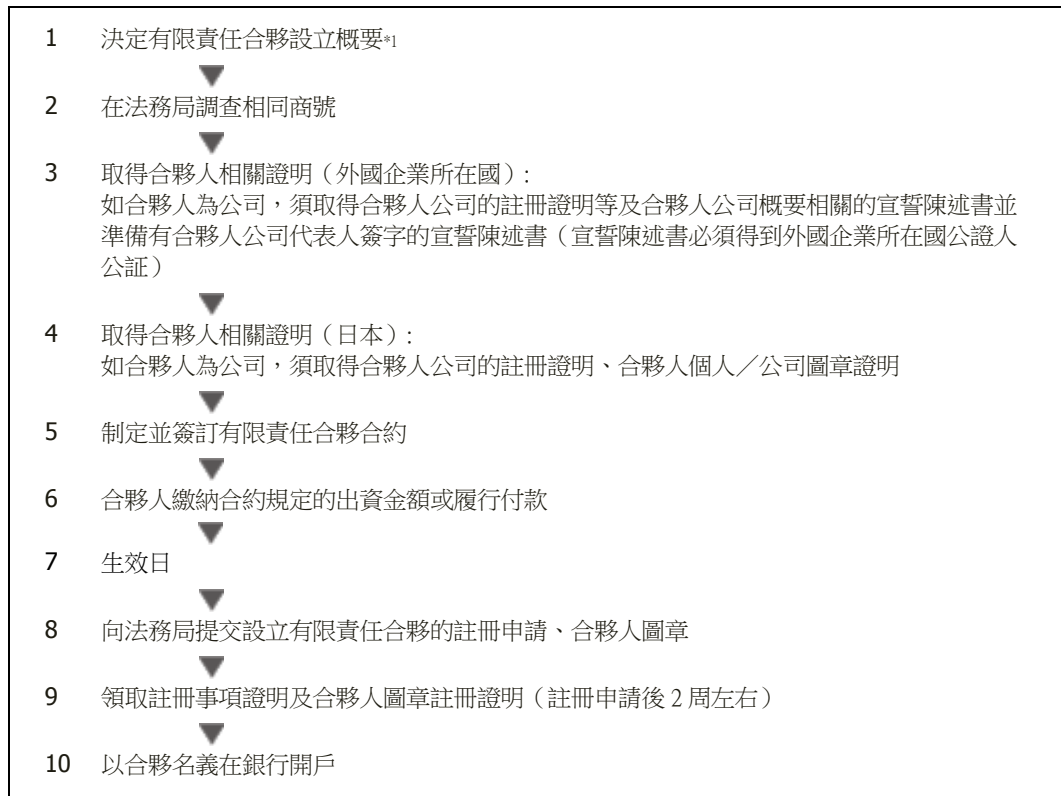 1 決定有限責任合夥設立概要*1
2 在法務局調查相同商號
3 取得合夥人相關證明（外國企業所在國）:
如合夥人為公司，須取得合夥人公司的註冊證明等及合夥人公司概要相關的宣誓陳述書並
準備有合夥人公司代表人簽字的宣誓陳述書（宣誓陳述書必須得到外國企業所在國公證人
公証）
4 取得合夥人相關證明（日本）:
如合夥人為公司，須取得合夥人公司的註冊證明、合夥人個人／公司圖章證明
5 制定並簽訂有限責任合夥合約
6 合夥人繳納合約規定的出資金額或履行付款
7 生效日
8 向法務局提交設立有限責任合夥的註冊申請、合夥人圖章
9 領取註冊事項證明及合夥人圖章註冊證明（註冊申請後 2 周左右）
10 以合夥名義在銀行開戶